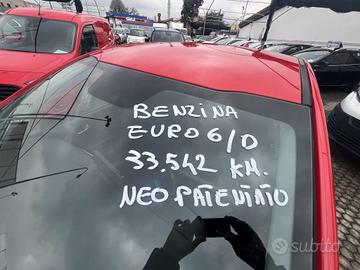 BENZINA
EURO 6/D
33.542 KM.
NEO PATENTATO
subito